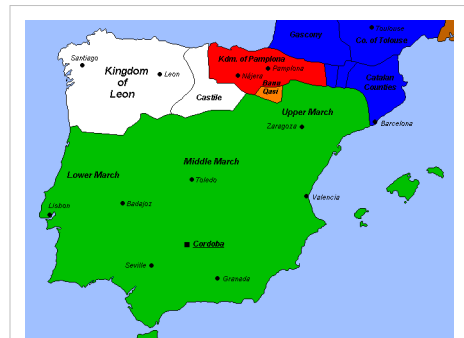 Gascony
Toulouse
Co. of Toulouse
Santiago
Kingdom
of
Leon
Leon
Kdm. of Pamplona
Pamplona
Najera
Banu
Qasi
Castile
Catalan
Counties
Upper March
Zaragoza
Barcelona
Middle March
Lower March
Toledo
Lisbon
Badajoz
Valencia
Cordoba
Seville
Granada